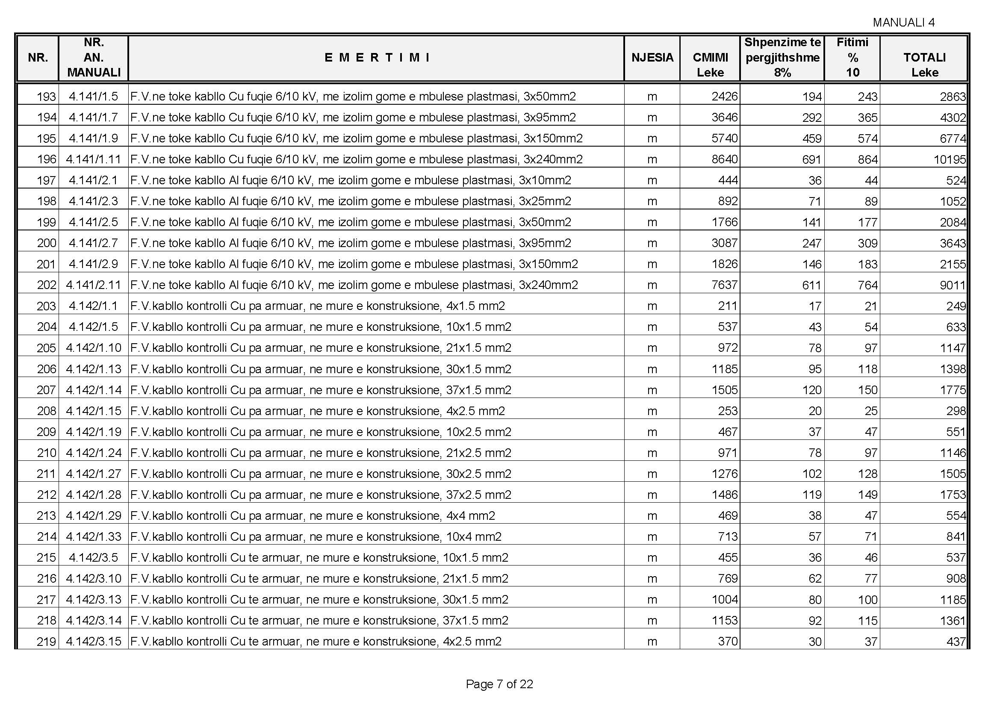 MANUALI 4
NR. NR. AN. MANUALI E M E R T I M I NJESIA CMIMI Leke Shpenzime te pergjithshme 8% Fitimi % 10 TOTALI Leke
193 4.141/1.5 F.V.ne toke kabllo Cu fuqie 6/10 kV, me izolim gome e mbulese plastmasi, 3x50mm2 m 2426 194 243 2863
194 4.141/1.7 F.V.ne toke kabllo Cu fuqie 6/10 kV, me izolim gome e mbulese plastmasi, 3x95mm2 m 3646 292 365 4302
195 4.141/1.9 F.V.ne toke kabllo Cu fuqie 6/10 kV, me izolim gome e mbulese plastmasi, 3x150mm2 m 5740 459 574 6774
196 4.141/1.11 F.V.ne toke kabllo Cu fuqie 6/10 kV, me izolim gome e mbulese plastmasi, 3x240mm2 m 8640 691 864 10195
197 4.141/2.1 F.V.ne toke kabllo Al fuqie 6/10 kV, me izolim gome e mbulese plastmasi, 3x10mm2 m 444 36 44 524
198 4.141/2.3 F.V.ne toke kabllo Al fuqie 6/10 kV, me izolim gome e mbulese plastmasi, 3x25mm2 m 892 71 89 1052
199 4.141/2.5 F.V.ne toke kabllo Al fuqie 6/10 kV, me izolim gome e mbulese plastmasi, 3x50mm2 m 1766 141 177 2084
200 4.141/2.7 F.V.ne toke kabllo Al fuqie 6/10 kV, me izolim gome e mbulese plastmasi, 3x95mm2 m 3087 247 309 3643
201 4.141/2.9 F.V.ne toke kabllo Al fuqie 6/10 kV, me izolim gome e mbulese plastmasi, 3x150mm2 m 1826 146 183 2155
202 4.141/2.11 F.V.ne toke kabllo Al fuqie 6/10 kV, me izolim gome e mbulese plastmasi, 3x240mm2 m 7637 611 764 9011
203 4.142/1.1 F.V.kabllo kontrolli Cu pa armuar, ne mure e konstruksione, 4x1.5 mm2 m 211 17 21 249
204 4.142/1.5 F.V.kabllo kontrolli Cu pa armuar, ne mure e konstruksione, 10x1.5 mm2 m 537 43 54 633
205 4.142/1.10 F.V.kabllo kontrolli Cu pa armuar, ne mure e konstruksione, 21x1.5 mm2 m 972 78 97 1147
206 4.142/1.13 F.V.kabllo kontrolli Cu pa armuar, ne mure e konstruksione, 30x1.5 mm2 m 1185 95 118 1398
207 4.142/1.14 F.V.kabllo kontrolli Cu pa armuar, ne mure e konstruksione, 37x1.5 mm2 m 1505 120 150 1775
208 4.142/1.15 F.V.kabllo kontrolli Cu pa armuar, ne mure e konstruksione, 4x2.5 mm2 m 253 20 25 298
209 4.142/1.19 F.V.kabllo kontrolli Cu pa armuar, ne mure e konstruksione, 10x2.5 mm2 m 467 37 47 551
210 4.142/1.24 F.V.kabllo kontrolli Cu pa armuar, ne mure e konstruksione, 21x2.5 mm2 m 971 78 97 1146
211 4.142/1.27 F.V.kabllo kontrolli Cu pa armuar, ne mure e konstruksione, 30x2.5 mm2 m 1276 102 128 1505
212 4.142/1.28 F.V.kabllo kontrolli Cu pa armuar, ne mure e konstruksione, 37x2.5 mm2 m 1486 119 149 1753
213 4.142/1.29 F.V.kabllo kontrolli Cu pa armuar, ne mure e konstruksione, 4x4 mm2 m 469 38 47 554
214 4.142/1.33 F.V.kabllo kontrolli Cu pa armuar, ne mure e konstruksione, 10x4 mm2 m 713 57 71 841
215 4.142/3.5 F.V.kabllo kontrolli Cu te armuar, ne mure e konstruksione, 10x1.5 mm2 m 455 36 46 537
216 4.142/3.10 F.V.kabllo kontrolli Cu te armuar, ne mure e konstruksione, 21x1.5 mm2 m 769 62 77 908
217 4.142/3.13 F.V.kabllo kontrolli Cu te armuar, ne mure e konstruksione, 30x1.5 mm2 m 1004 80 100 1185
218 4.142/3.14 F.V.kabllo kontrolli Cu te armuar, ne mure e konstruksione, 37x1.5 mm2 m 1153 92 115 1361
219 4.142/3.15 F.V.kabllo kontrolli Cu te armuar, ne mure e konstruksione, 4x2.5 mm2 m 370 30 37 437
Page 7 of 22